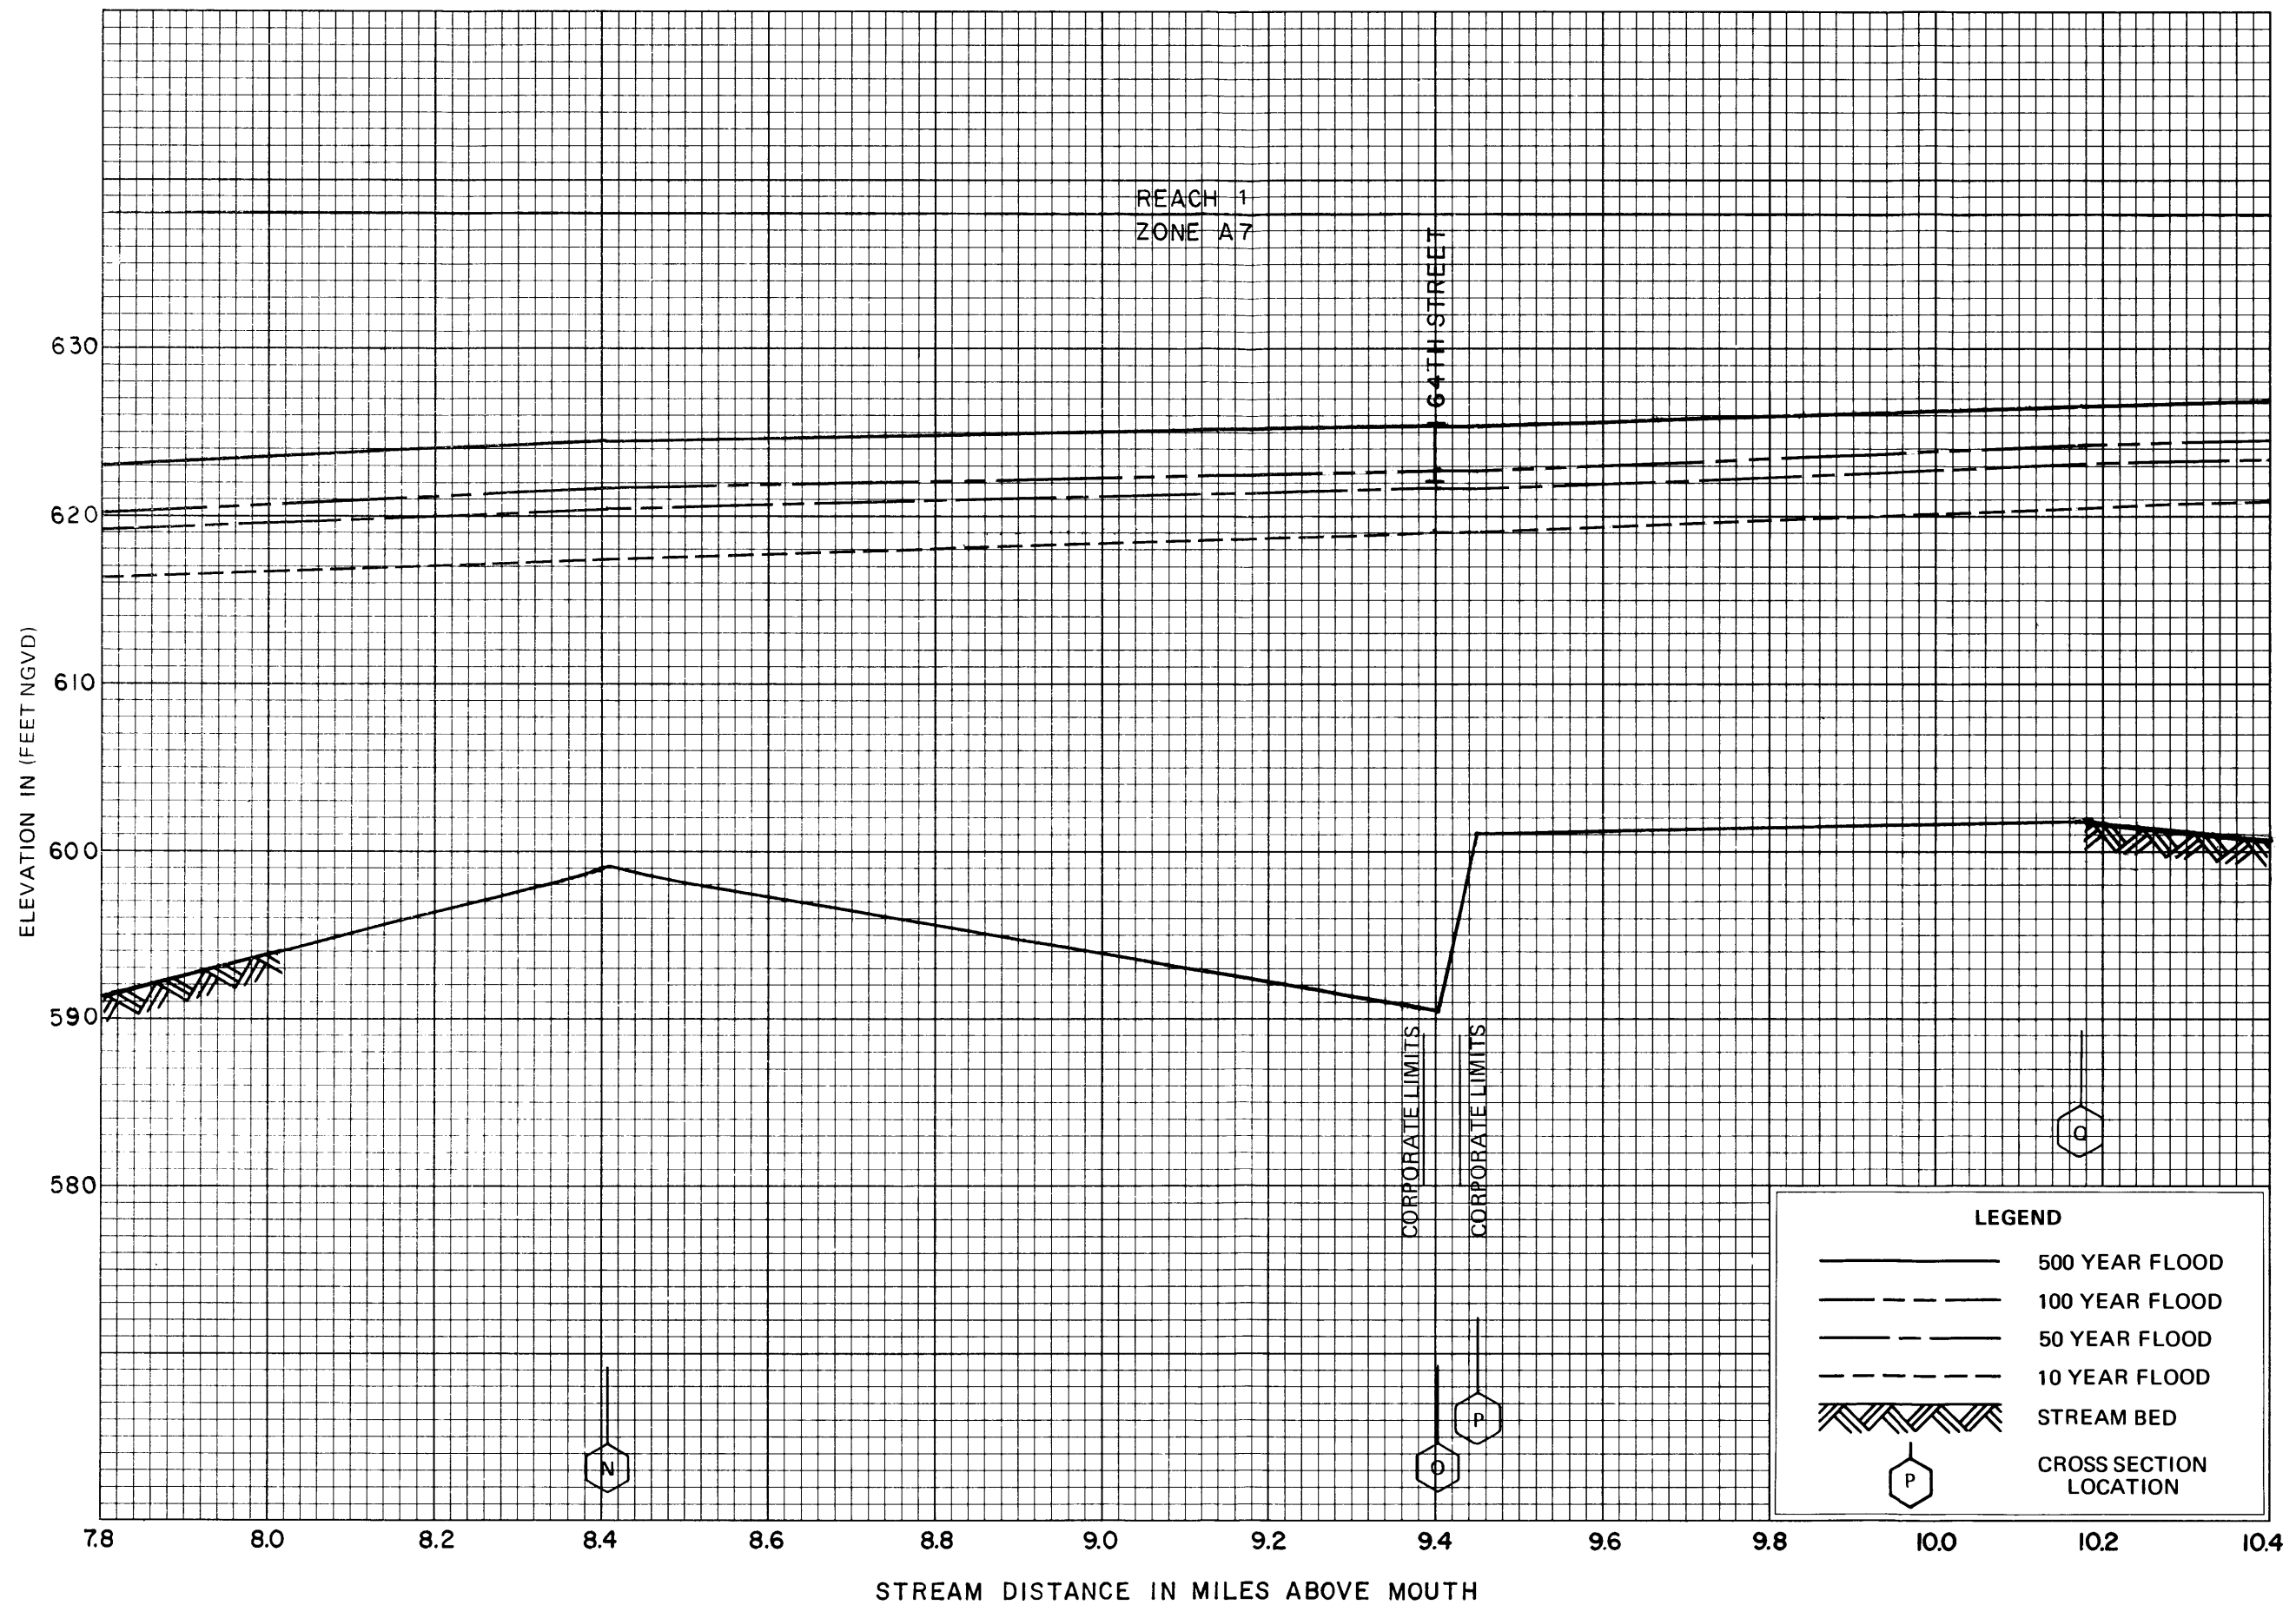 REACH 1
ZONE A7
64TH STREET
630
620
610
600
590
580
ELEVATION IN (FEET NGVD)
CORPORATE LIMITS
CORPORATE LIMITS
N
O
P
Q
LEGEND
500 YEAR FLOOD
100 YEAR FLOOD
50 YEAR FLOOD
10 YEAR FLOOD
STREAM BED
P
CROSS SECTION
LOCATION
7.8 8.0 8.2 8.4 8.6 8.8 9.0 9.2 9.4 9.6 9.8 10.0 10.2 10.4
STREAM DISTANCE IN MILES ABOVE MOUTH